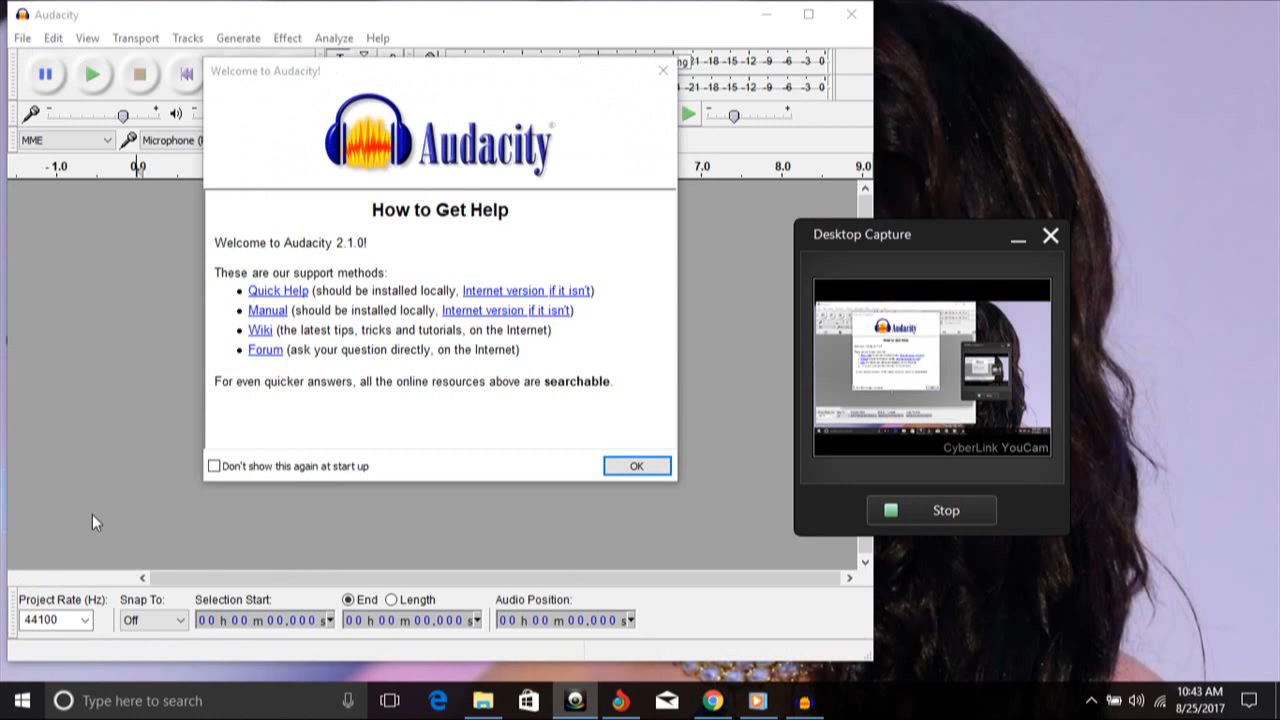 Audacity
File Edit View Transport Tracks Generate Effect Analyze Help
Welcome to Audacity!
-21 -18 -15 -12 -9 -6 -3 0
-21 -18 -15 -12 -9 -6 -3 0
MME
Microphone (
Audacity®
- 1.0 0.0 7.0 8.0 9.0
How to Get Help
Welcome to Audacity 2.1.0!
These are our support methods:
• Quick Help (should be installed locally, Internet version if it isn't)
• Manual (should be installed locally, Internet version if it isn't)
• Wiki (the latest tips, tricks and tutorials, on the Internet)
• Forum (ask your question directly, on the Internet)
For even quicker answers, all the online resources above are searchable.
Don't show this again at start up
OK
Desktop Capture
Audacity
CyberLink YouCam
Stop
Project Rate (Hz): Snap To: Selection Start: End Length Audio Position:
44100 Off 00 h 00 m 00.000 s 00 h 00 m 00.000 s 00 h 00 m 00.000 s
Type here to search
10:43 AM
8/25/2017